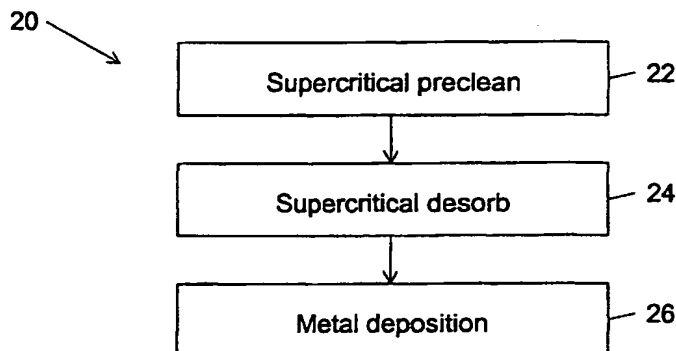 20
Supercritical preclean
22
Supercritical desorb
24
Metal deposition
26